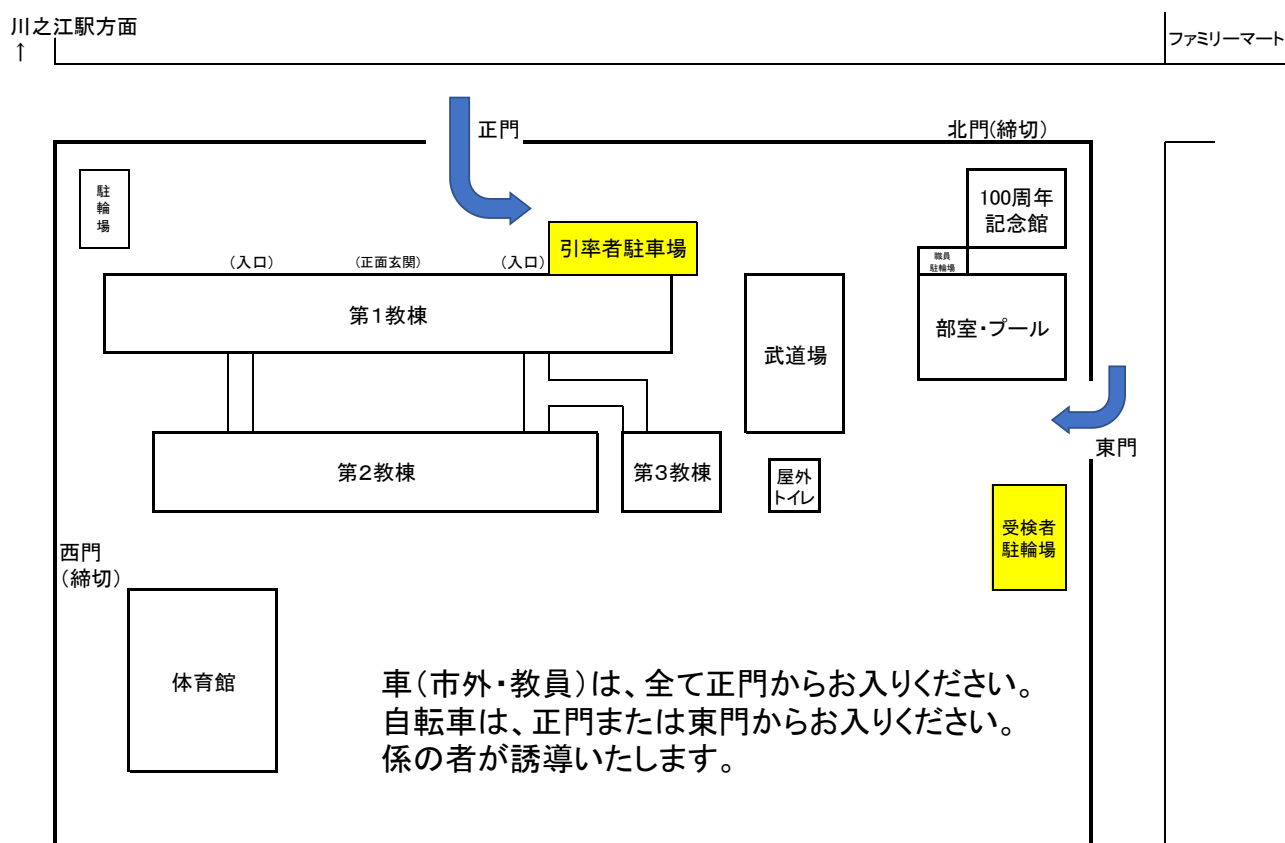 川之江駅方面
↑
ファミリーマート
正門
北門(締切)
駐
輪
場
100周年
記念館
引率者駐車場
職員
駐輪場
(入口)
(正面玄関)
(入口)
第1教棟
部室・プール
武道場
東門
第2教棟
第3教棟
屋外
トイレ
受検者
駐輪場
西門
(締切)
体育館
車(市外・教員)は、全て正門からお入りください。
自転車は、正門または東門からお入りください。
係の者が誘導いたします。